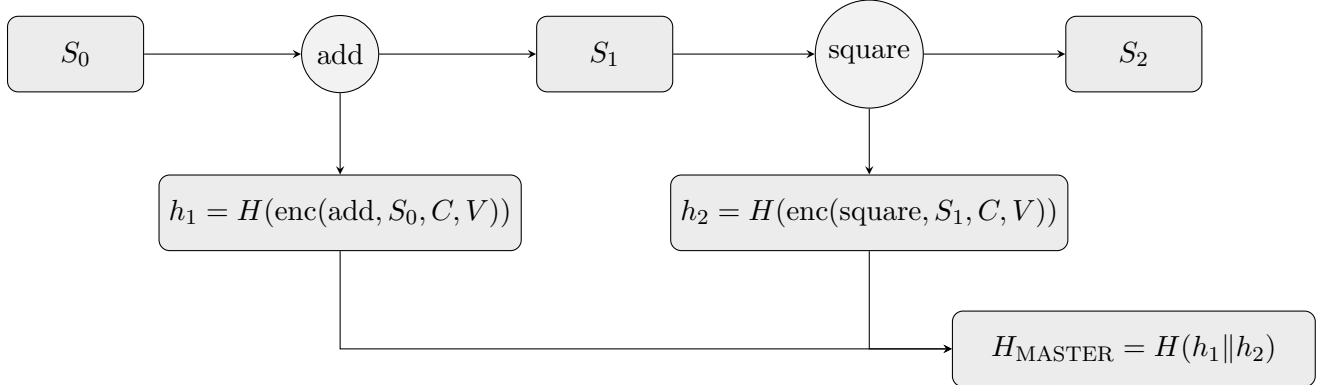 S_0 add S_1 square S_2
h_1 = H(enc(add, S_0, C, V)) h_2 = H(enc(square, S_1, C, V))
H_MASTER = H(h_1‖h_2)